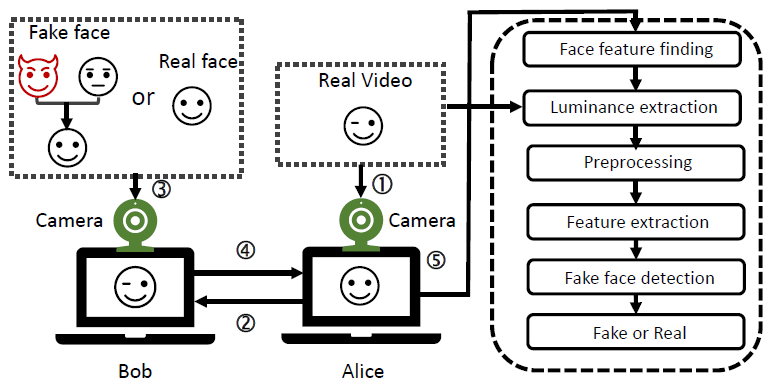 Fake face
Real face
or
③
Camera
Bob
Real Video
①
Camera
④
②
⑤
Alice
Face feature finding
Luminance extraction
Preprocessing
Feature extraction
Fake face detection
Fake or Real